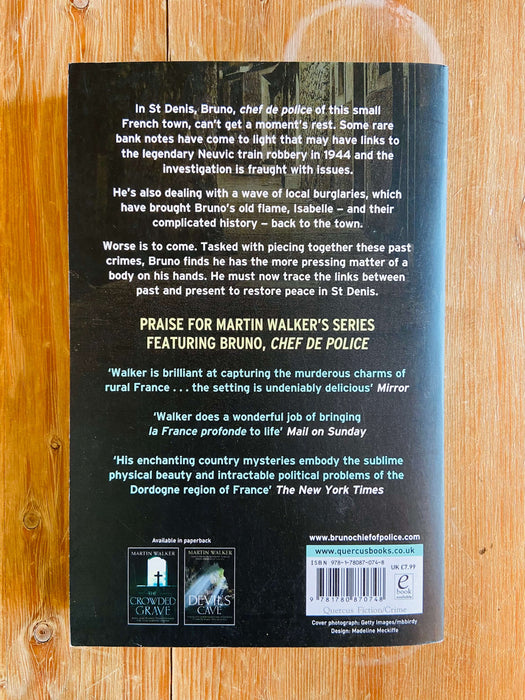 In St Denis, Bruno, chef de police of this small
French town, can't get a moment's rest. Some rare
bank notes have come to light that may have links to
the legendary Neuvic train robbery in 1944 and the
investigation is fraught with issues.
He's also dealing with a wave of local burglaries, which
have brought Bruno's old flame, Isabelle – and their
complicated history – back to the town.
Worse is to come. Tasked with piecing together these past
crimes, Bruno finds he has the more pressing matter of a
body on his hands. He must now trace the links between
past and present to restore peace in St Denis.
PRAISE FOR MARTIN WALKER'S SERIES
FEATURING BRUNO, CHEF DE POLICE
'Walker is brilliant at capturing the murderous charms of
rural France . . . the setting is undeniably delicious' Mirror
'Walker does a wonderful job of bringing
la France profonde to life' Mail on Sunday
'His enchanting country mysteries embody the sublime
physical beauty and intractable political problems of the
Dordogne region of France' The New York Times
Available in paperback
MARTIN WALKER
THE
CROWDED
GRAVE
MARTIN WALKER
DEVIL'S
CAVE
www.brunochiefofpolice.com
www.quercusbooks.co.uk
ISBN 978-1-78087-074-8
UK £7.99
9 781780 870748
e
book
available
Quercus Fiction/Crime
Cover photograph: Getty Images/mbbirdy
Design: Madeline Meckiffe